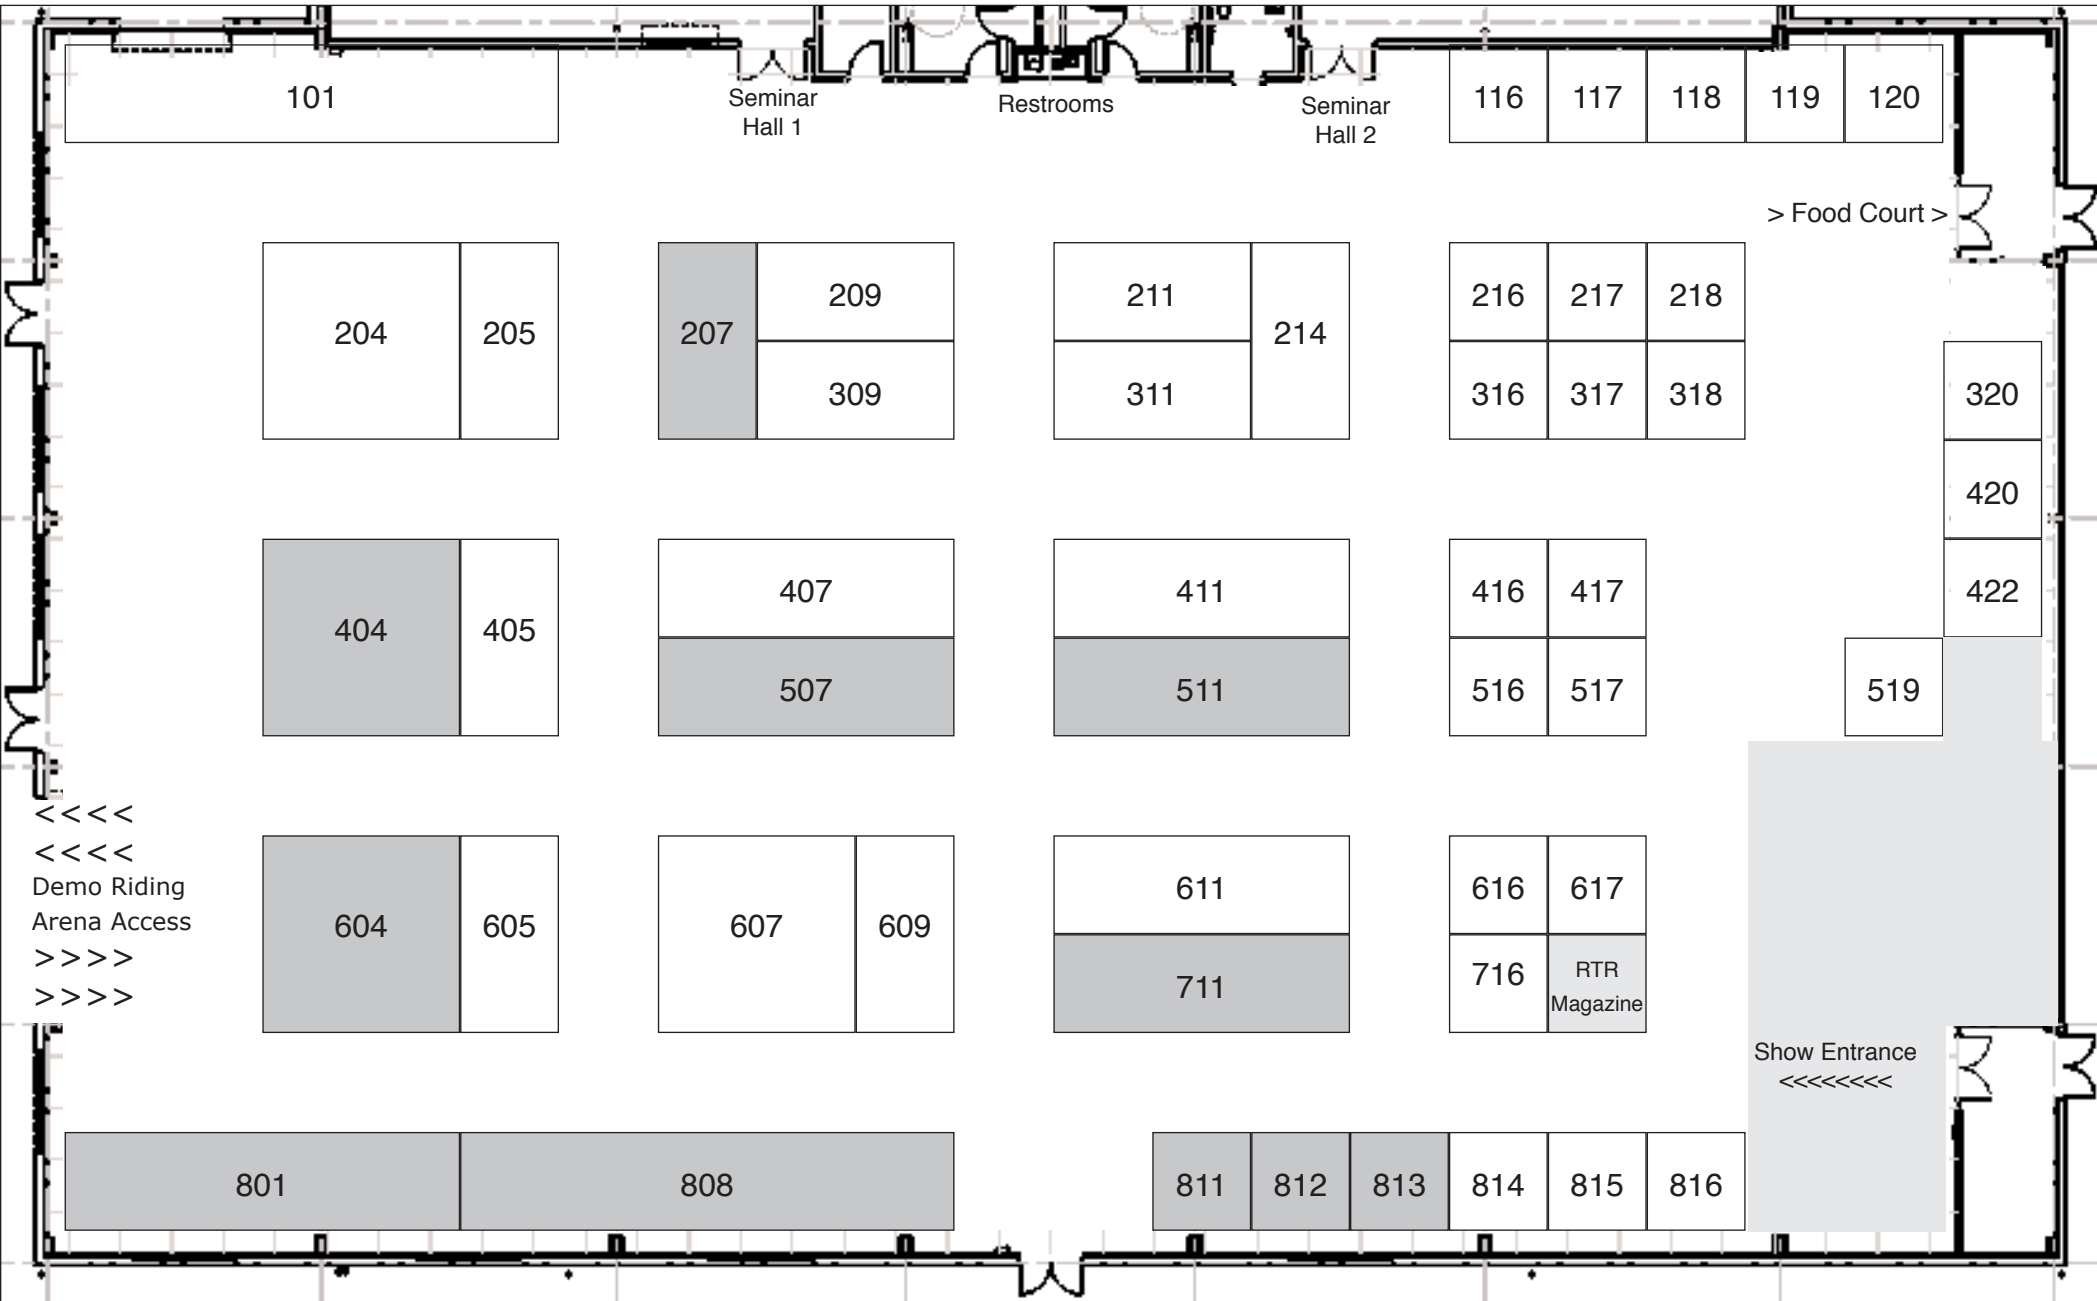 101
Seminar
Hall 1
Restrooms
Seminar
Hall 2
116 117 118 119 120
> Food Court >
204 205 207 209 211 214 216 217 218
309 311 316 317 318 320
420
404 405 407 411 416 417 422
507 511 516 517 519
<<<<
<<<<
Demo Riding
Arena Access
>>>>
>>>>
604 605 607 609 611 616 617
711 716 RTR
Magazine
Show Entrance
<<<<<<<<
801 808 811 812 813 814 815 816